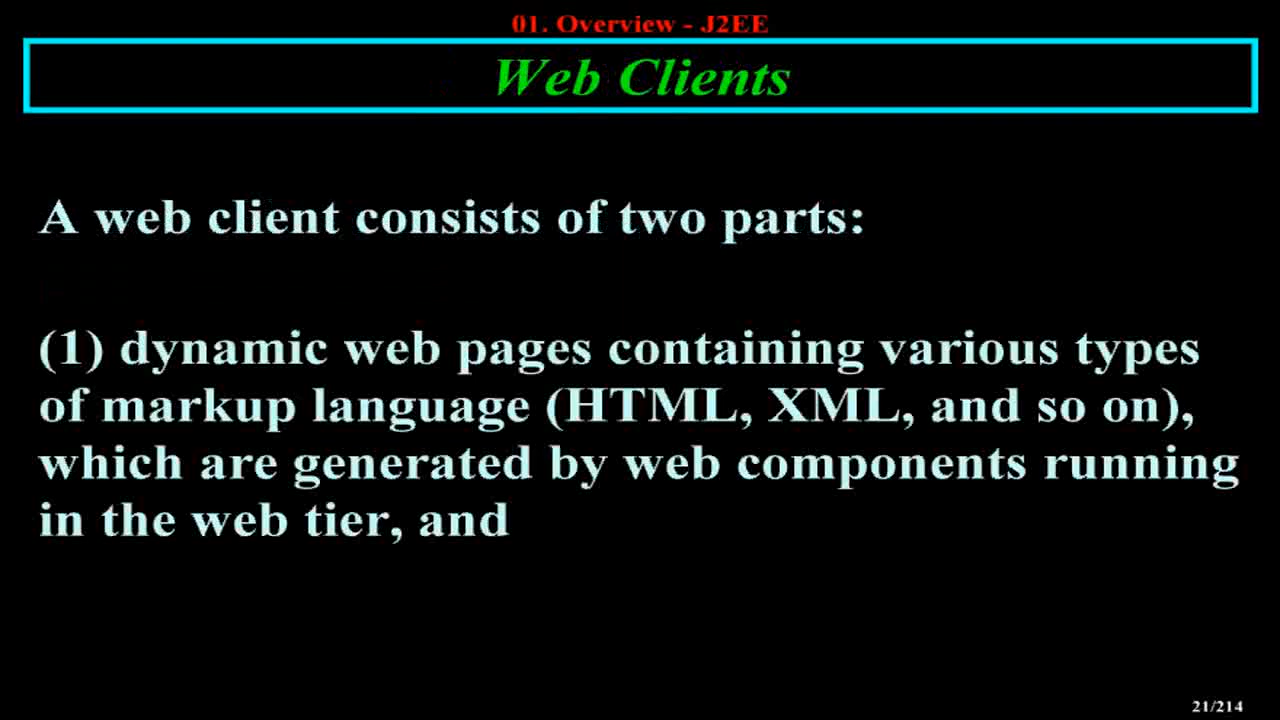 01. Overview - J2EE
Web Clients
A web client consists of two parts:
(1) dynamic web pages containing various types
of markup language (HTML, XML, and so on),
which are generated by web components running
in the web tier, and
21/214